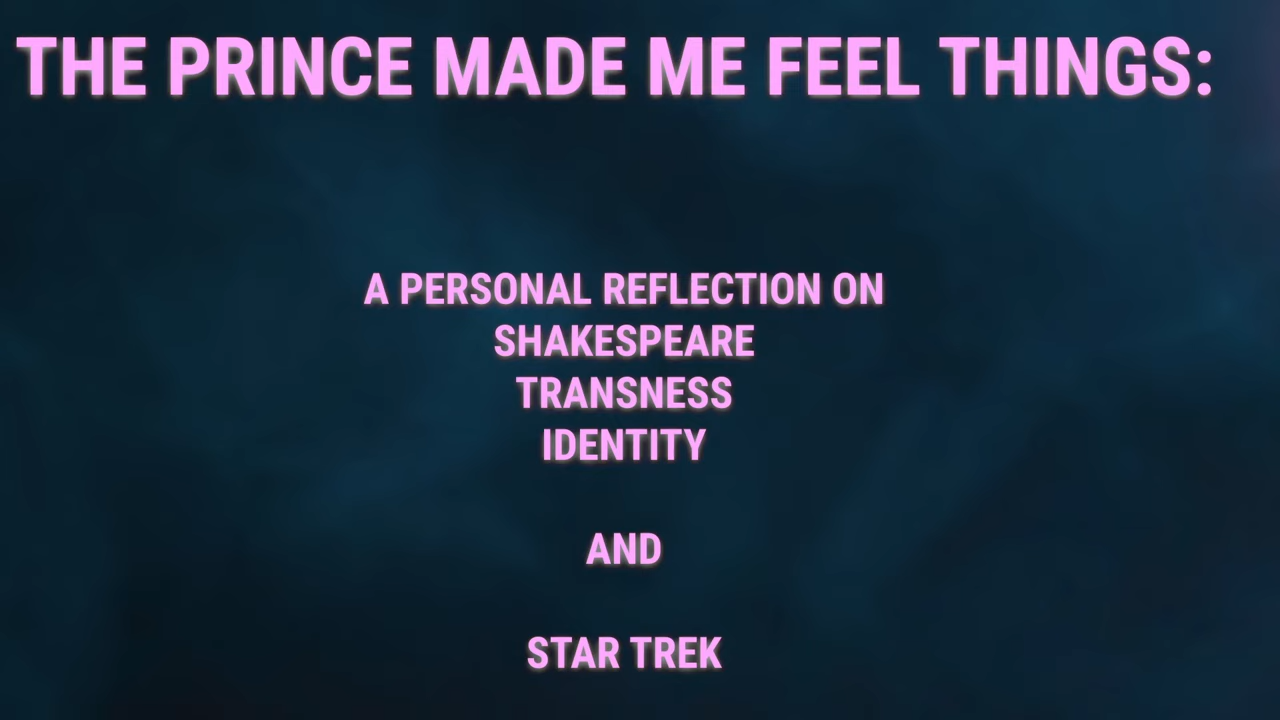 THE PRINCE MADE ME FEEL THINGS:
A PERSONAL REFLECTION ON
SHAKESPEARE
TRANSNESS
IDENTITY
AND
STAR TREK